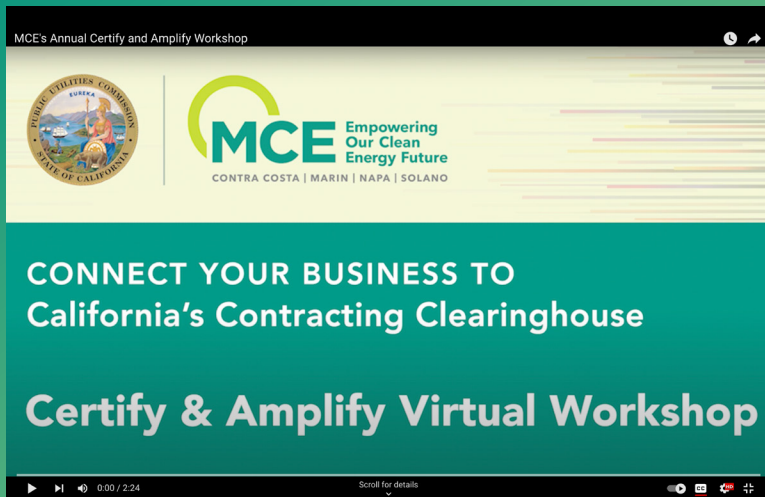 MCE's Annual Certify and Amplify Workshop
PUBLIC UTILITIES COMMISSION
EUREKA
STATE OF CALIFORNIA
MCE
Empowering
Our Clean
Energy Future
CONTRA COSTA | MARIN | NAPA | SOLANO
CONNECT YOUR BUSINESS TO
California's Contracting Clearinghouse
Certify & Amplify Virtual Workshop
0:00 / 2:24
Scroll for details
CC
HD